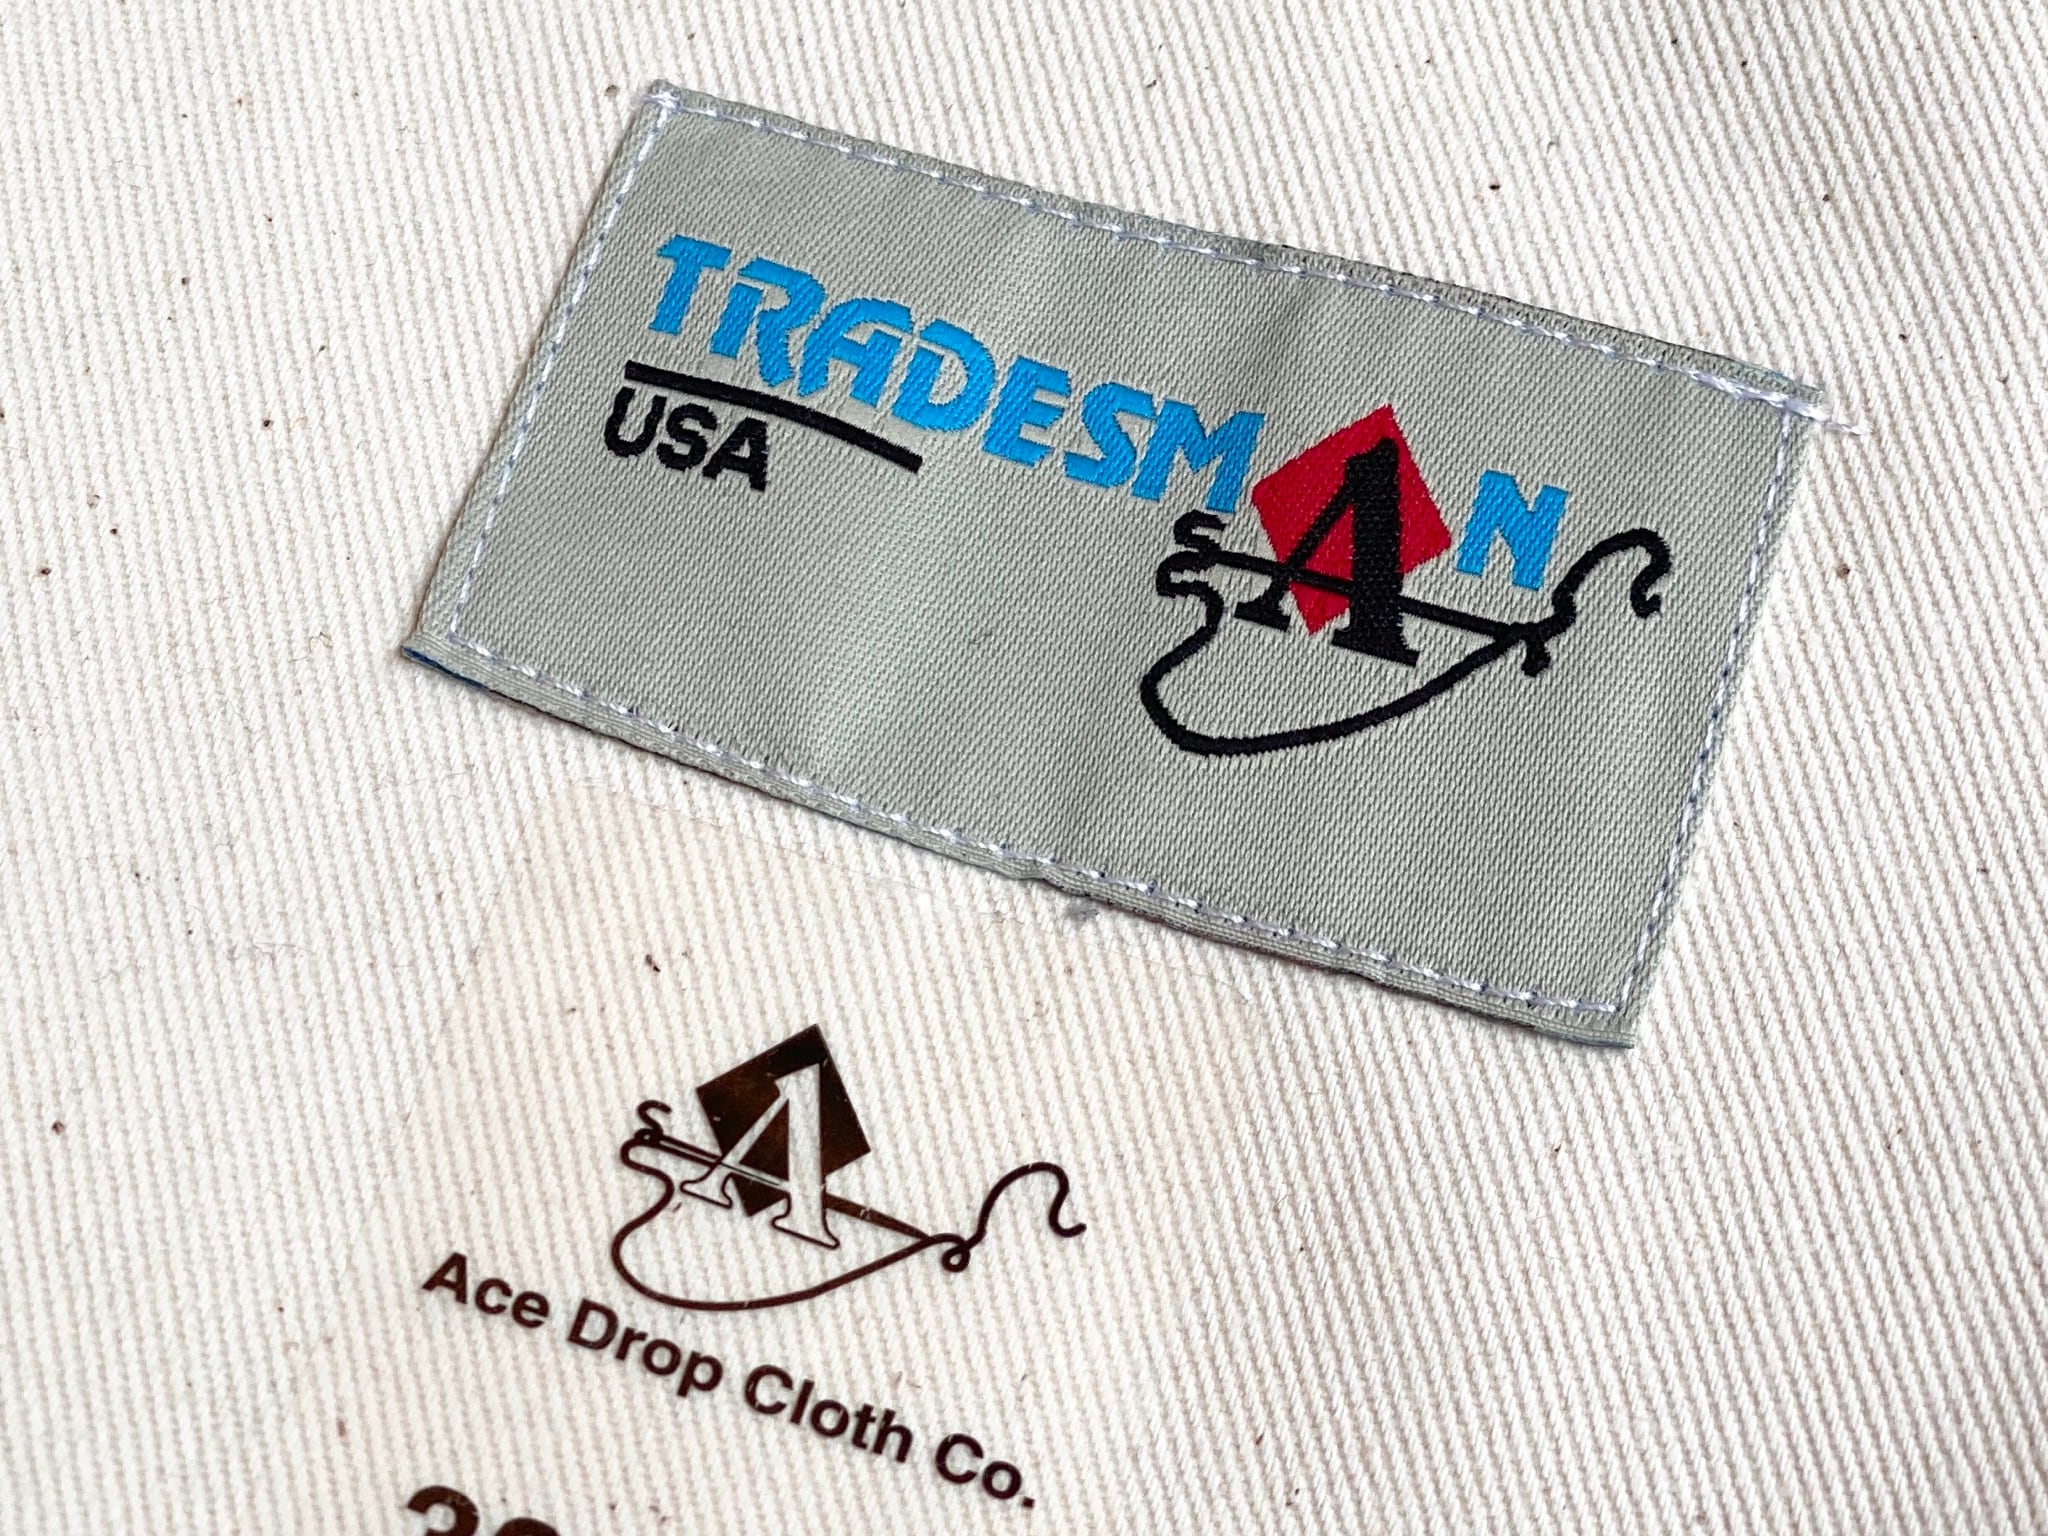 TRADESMAN
USA
A
Ace Drop Cloth Co.